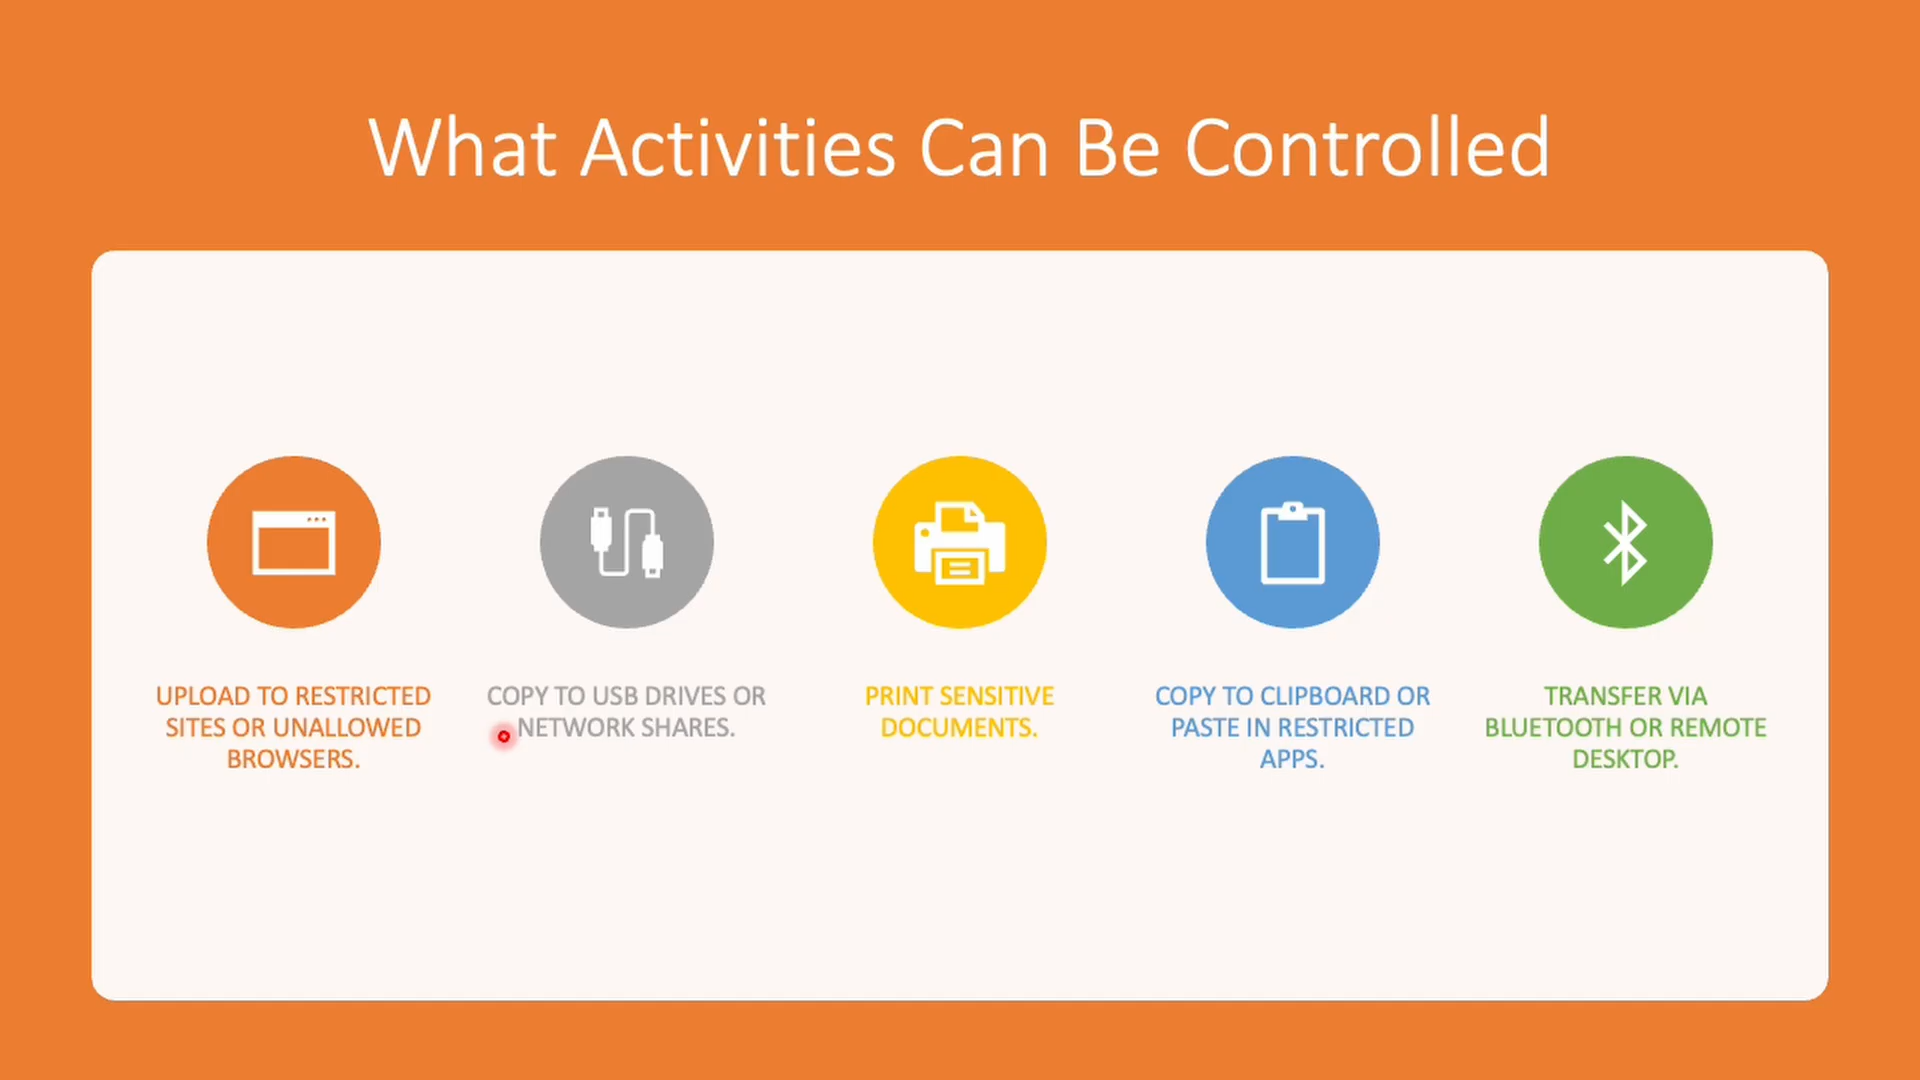 What Activities Can Be Controlled
UPLOAD TO RESTRICTED
SITES OR UNALLOWED
BROWSERS.
COPY TO USB DRIVES OR
NETWORK SHARES.
PRINT SENSITIVE
DOCUMENTS.
COPY TO CLIPBOARD OR
PASTE IN RESTRICTED
APPS.
TRANSFER VIA
BLUETOOTH OR REMOTE
DESKTOP.